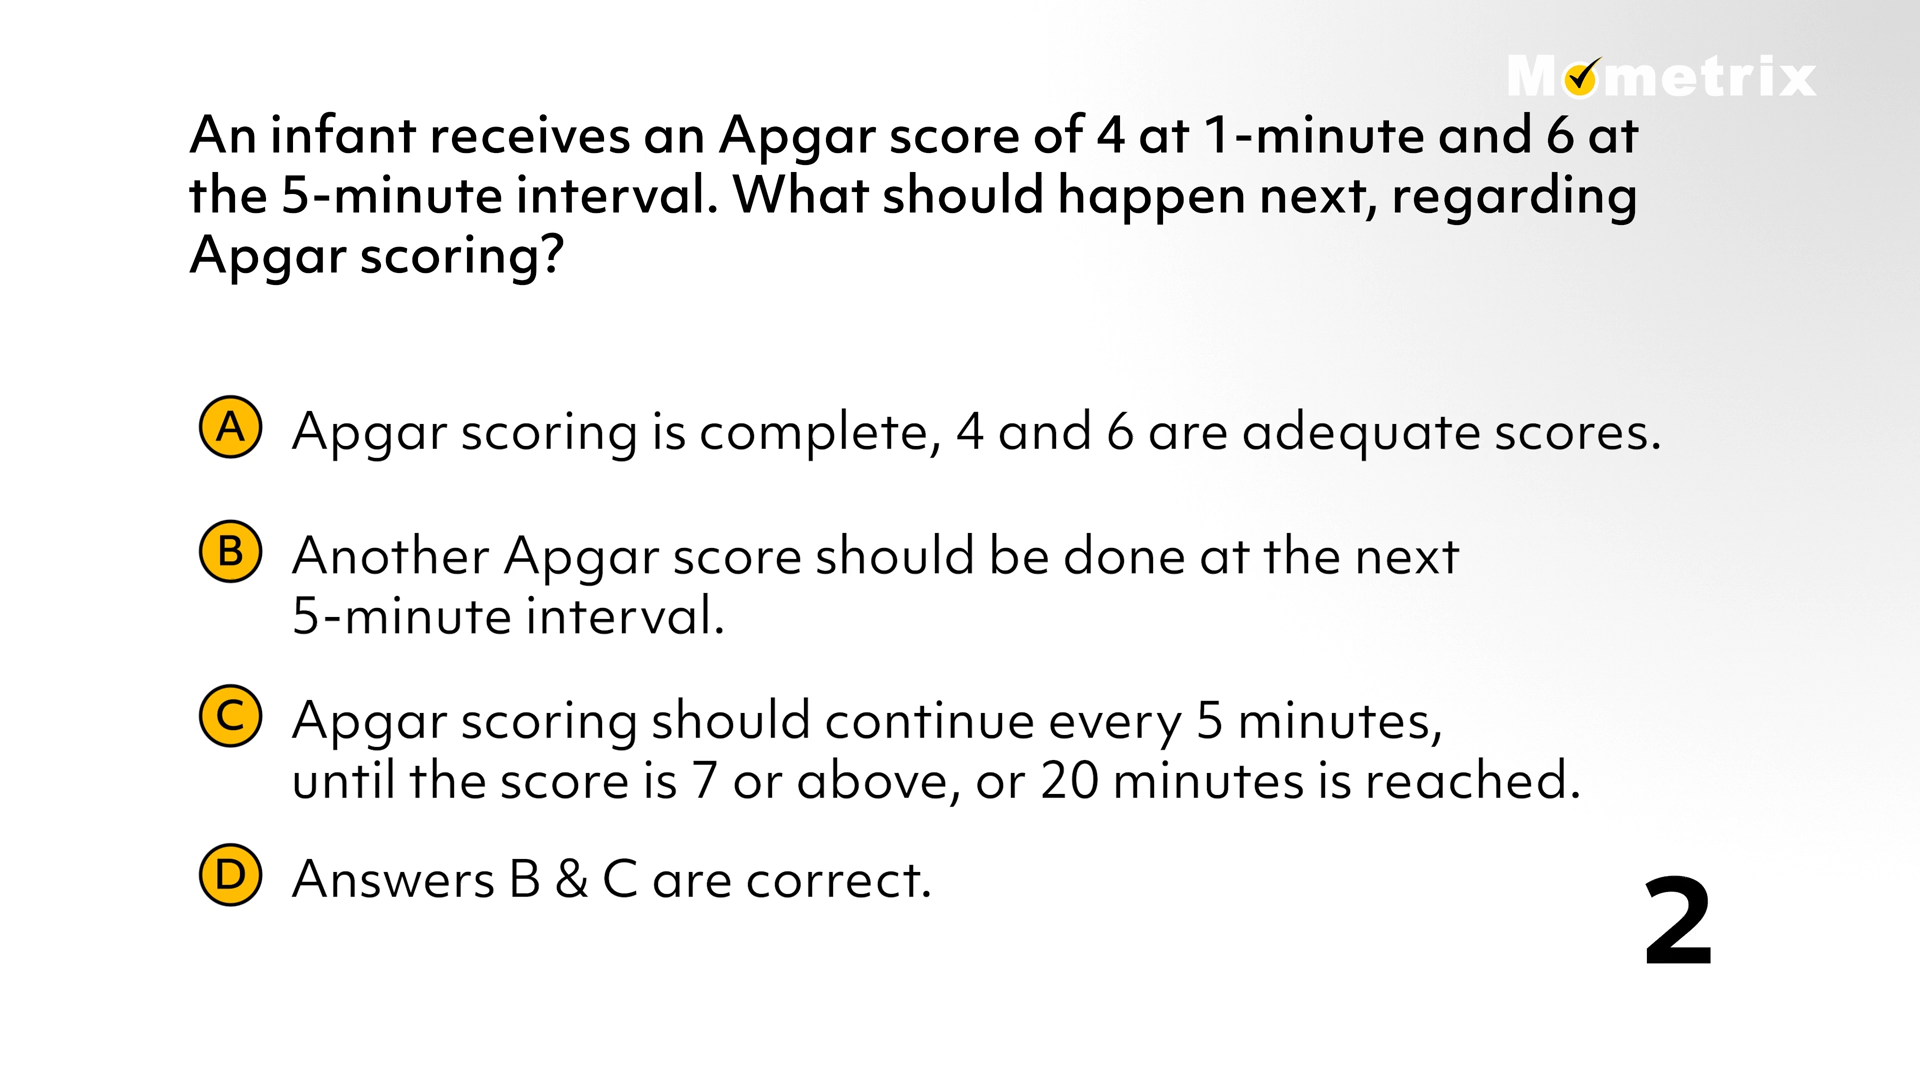 Mometrix
An infant receives an Apgar score of 4 at 1-minute and 6 at
the 5-minute interval. What should happen next, regarding
Apgar scoring?
A Apgar scoring is complete, 4 and 6 are adequate scores.
B Another Apgar score should be done at the next
5-minute interval.
C Apgar scoring should continue every 5 minutes,
until the score is 7 or above, or 20 minutes is reached.
D Answers B & C are correct.
2